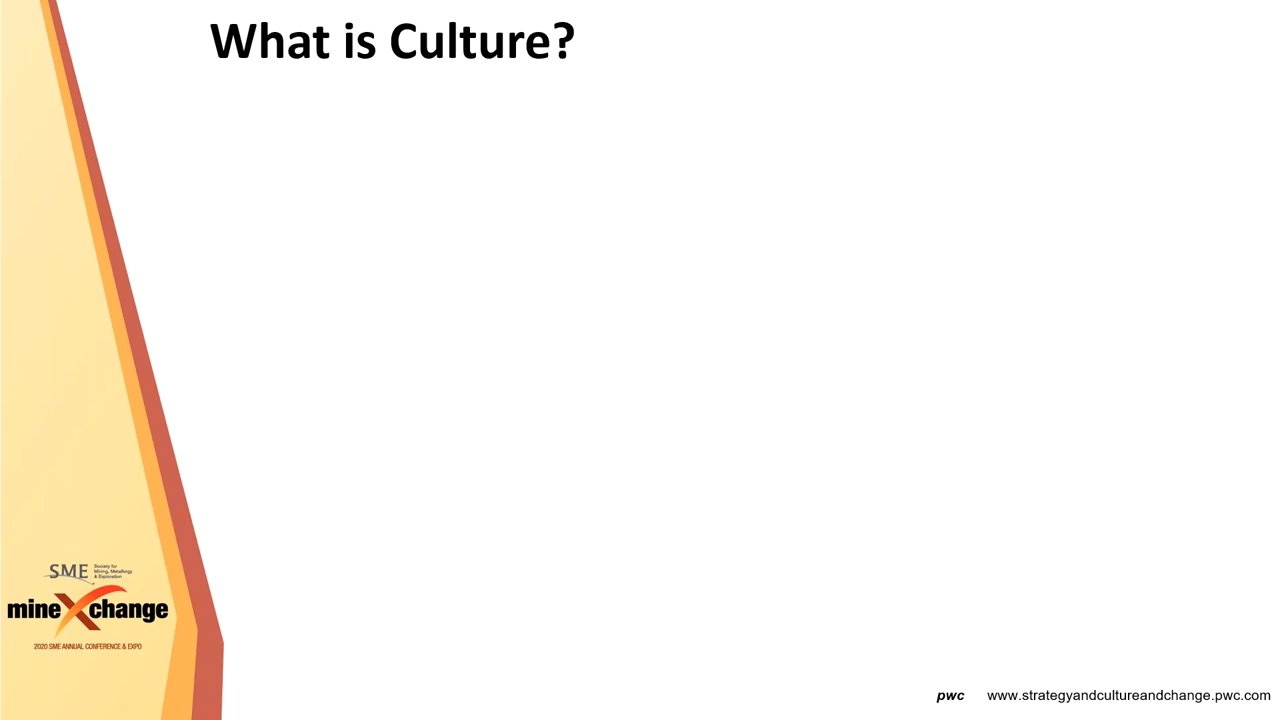 What is Culture?
SME Society for
Mining, Metallurgy
& Exploration
mineXchange
2020 SME ANNUAL CONFERENCE & EXPO
pwc www.strategyandcultureandchange.pwc.com